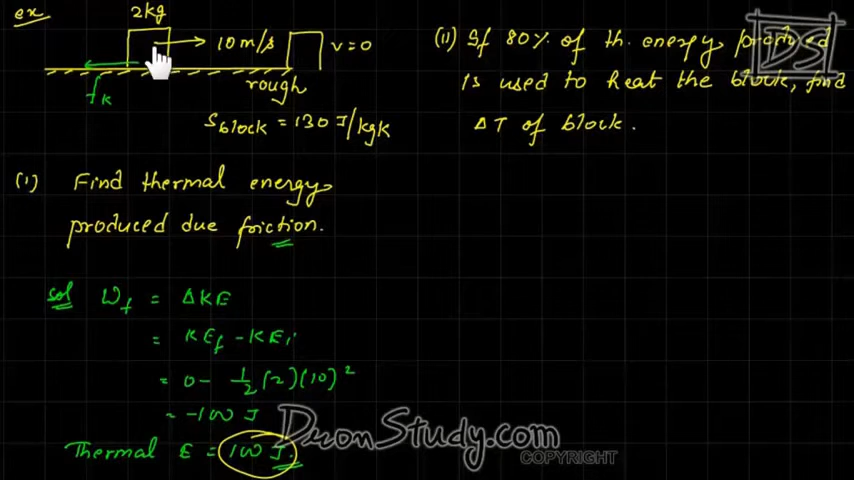 ex
2kg
10 m/s
v=0
fK
rough
Sblock = 130 J/kgK
(i) Find thermal energy
produced due friction.
sol Wf = ΔKE
= KEf - KEi
= 0 - 1/2 (2)(10)²
= -100 J
Thermal E = 100 J.
(ii) If 80% of th. energy produced
is used to heat the block, find
ΔT of block.
DS
DronStudy.com
COPYRIGHT